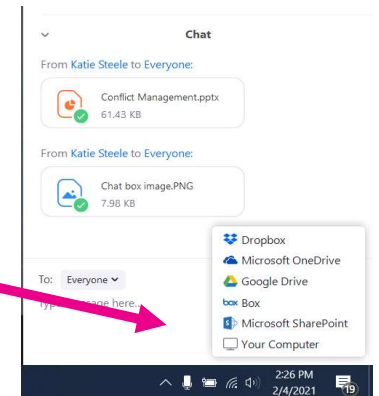 Chat
From Katie Steele to Everyone:
Conflict Management.pptx
61.43 KB
From Katie Steele to Everyone:
Chat box image.PNG
7.98 KB
Dropbox
Microsoft OneDrive
Google Drive
box Box
Microsoft SharePoint
Your Computer
To: Everyone
here..
2:26 PM
2/4/2021
19